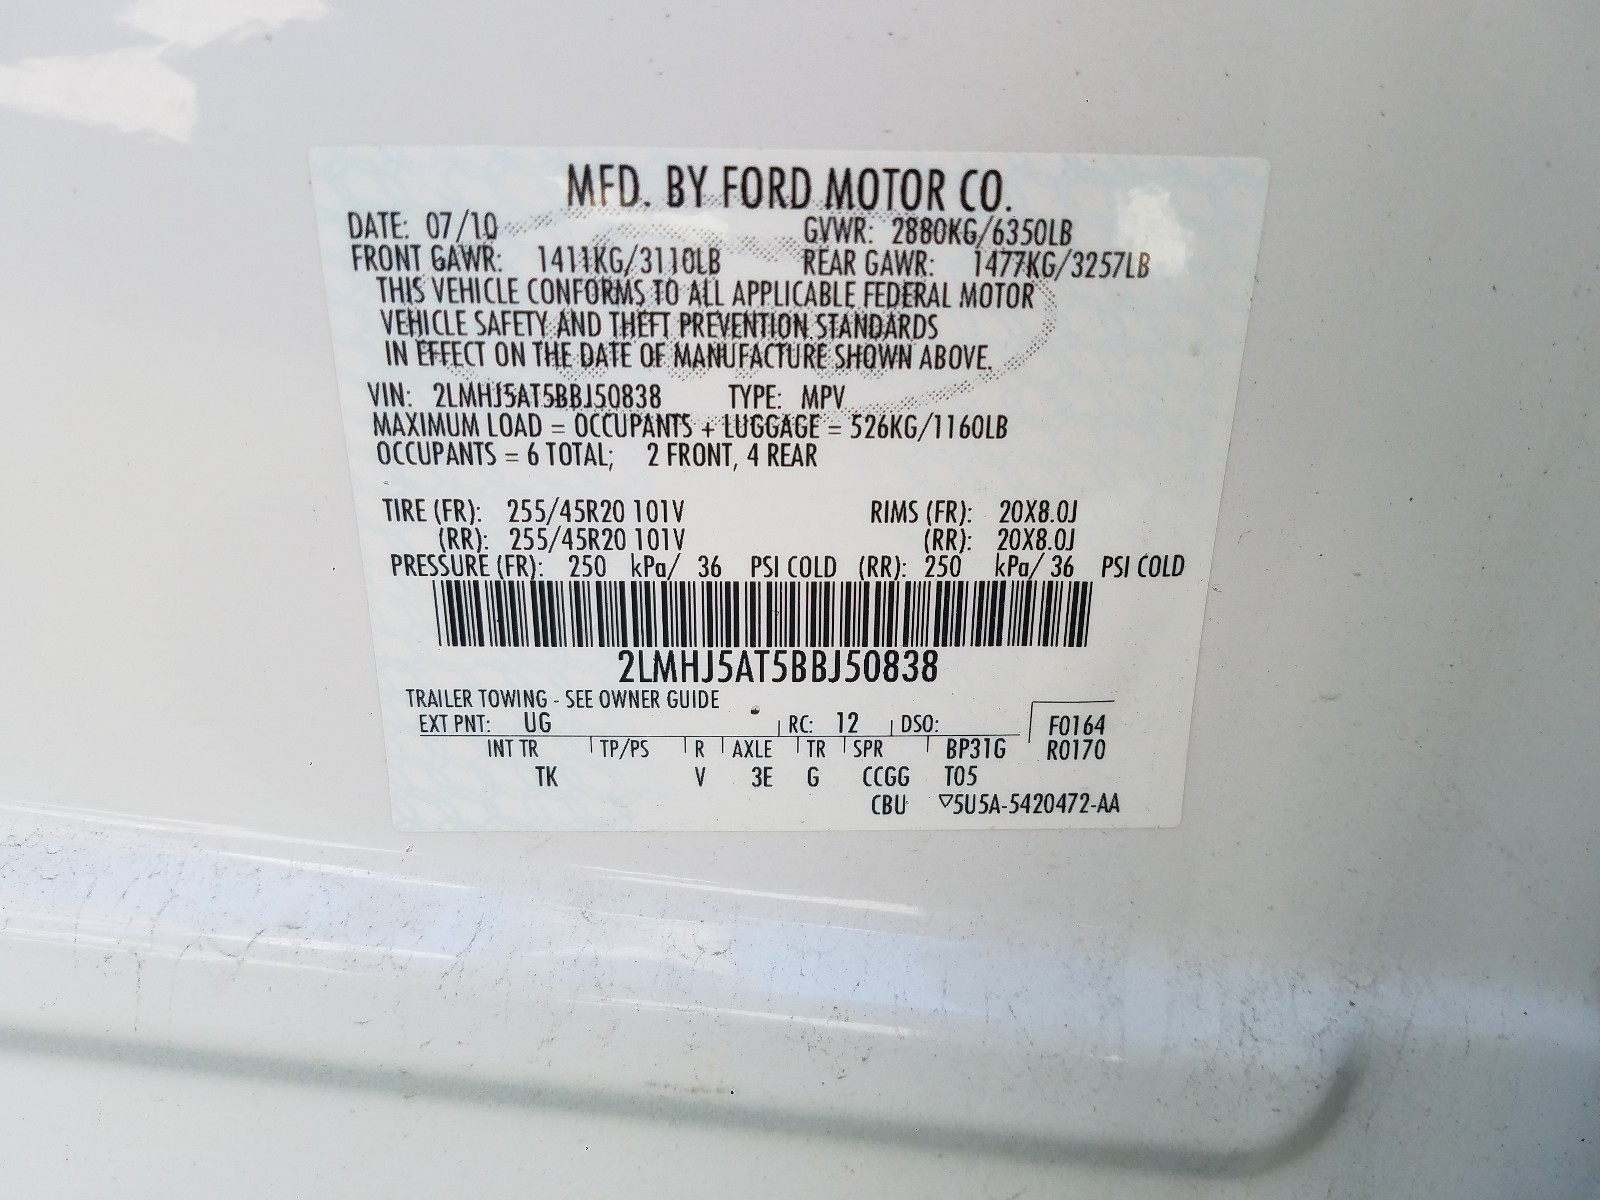 MFD. BY FORD MOTOR CO.
DATE: 07/10 GVWR: 2880KG/6350LB
FRONT GAWR: 1411KG/3110LB REAR GAWR: 1477KG/3257LB
THIS VEHICLE CONFORMS TO ALL APPLICABLE FEDERAL MOTOR
VEHICLE SAFETY AND THEFT PREVENTION STANDARDS
IN EFFECT ON THE DATE OF MANUFACTURE SHOWN ABOVE.
VIN: 2LMHJ5AT5BBJ50838 TYPE: MPV
MAXIMUM LOAD = OCCUPANTS + LUGGAGE = 526KG/1160LB
OCCUPANTS = 6 TOTAL; 2 FRONT, 4 REAR
TIRE (FR): 255/45R20 101V RIMS (FR): 20X8.0J
(RR): 255/45R20 101V (RR): 20X8.0J
PRESSURE (FR): 250 kPa/ 36 PSI COLD (RR): 250 kPa/ 36 PSI COLD
2LMHJ5AT5BBJ50838
TRAILER TOWING - SEE OWNER GUIDE
EXT PNT: UG RC: 12 DSO: F0164
INT TR TP/PS R AXLE TR SPR BP31G R0170
TK V 3E G CCGG T05
CBU ▽5U5A-5420472-AA